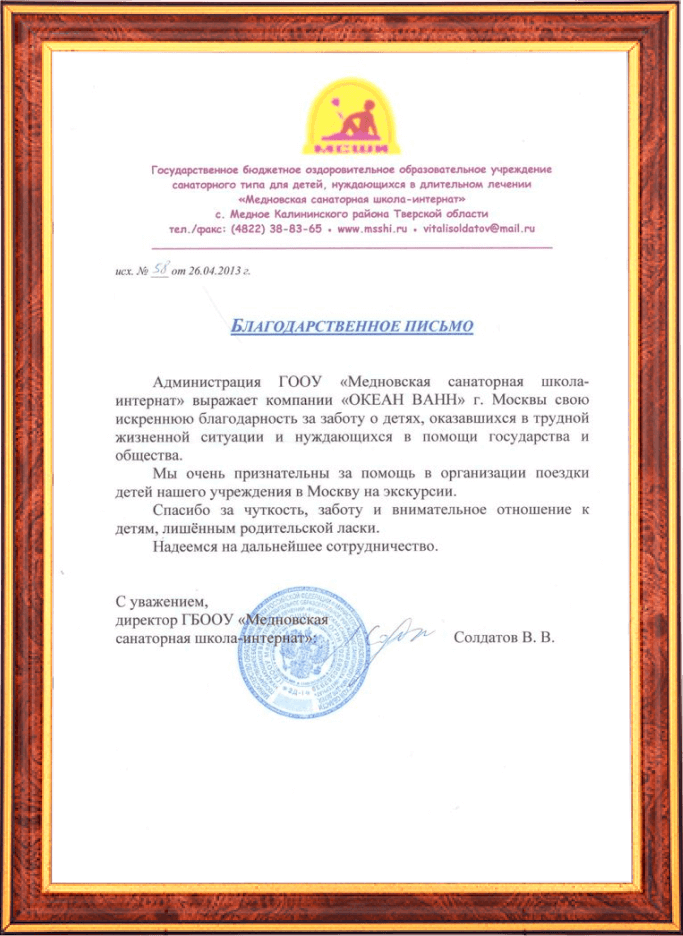 МСШИ
Государственное бюджетное оздоровительное образовательное учреждение
санаторного типа для детей, нуждающихся в длительном лечении
«Медновская санаторная школа-интернат»
с. Медное Калининского района Тверской области
тел./факс: (4822) 38-83-65 • www.msshi.ru • vitalisoldatov@mail.ru
исх. № 58 от 26.04.2013 г.
БЛАГОДАРСТВЕННОЕ ПИСЬМО
Администрация ГООУ «Медновская санаторная школа-
интернат» выражает компании «ОКЕАН ВАНН» г. Москвы свою
искреннюю благодарность за заботу о детях, оказавшихся в трудной
жизненной ситуации и нуждающихся в помощи государства и
общества.
Мы очень признательны за помощь в организации поездки
детей нашего учреждения в Москву на экскурсии.
Спасибо за чуткость, заботу и внимательное отношение к
детям, лишённым родительской ласки.
Надеемся на дальнейшее сотрудничество.
С уважением,
директор ГБООУ «Медновская
санаторная школа-интернат»: Солдатов В. В.